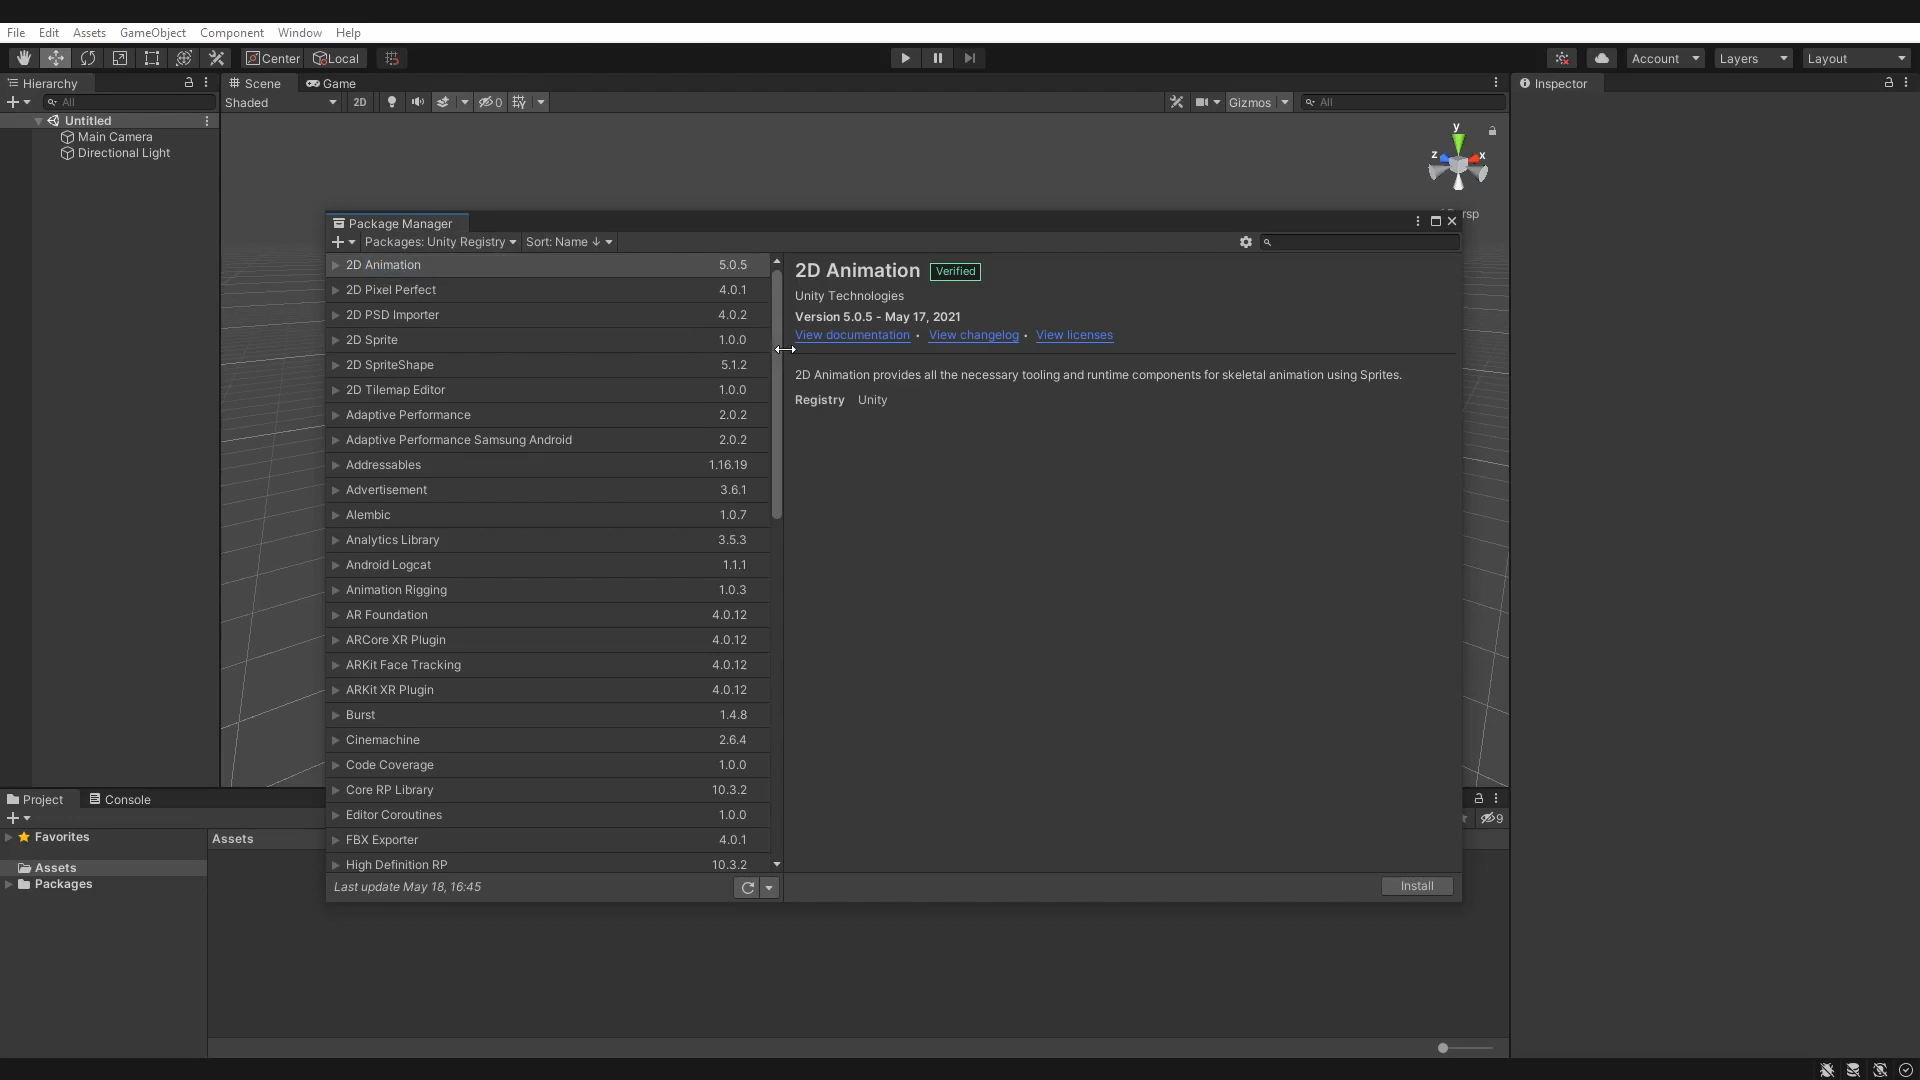 File Edit Assets GameObject Component Window Help
Center Local Account Layers Layout
Hierarchy
All
Untitled
Main Camera
Directional Light
Scene Game
Shaded 2D 0 Gizmos All
y
z x
Inspector
Package Manager
Packages: Unity Registry Sort: Name ↓
2D Animation 5.0.5
2D Pixel Perfect 4.0.1
2D PSD Importer 4.0.2
2D Sprite 1.0.0
2D SpriteShape 5.1.2
2D Tilemap Editor 1.0.0
Adaptive Performance 2.0.2
Adaptive Performance Samsung Android 2.0.2
Addressables 1.16.19
Advertisement 3.6.1
Alembic 1.0.7
Analytics Library 3.5.3
Android Logcat 1.1.1
Animation Rigging 1.0.3
AR Foundation 4.0.12
ARCore XR Plugin 4.0.12
ARKit Face Tracking 4.0.12
ARKit XR Plugin 4.0.12
Burst 1.4.8
Cinemachine 2.6.4
Code Coverage 1.0.0
Core RP Library 10.3.2
Editor Coroutines 1.0.0
FBX Exporter 4.0.1
High Definition RP 10.3.2
Last update May 18, 16:45
2D Animation Verified
Unity Technologies
Version 5.0.5 - May 17, 2021
View documentation • View changelog • View licenses
2D Animation provides all the necessary tooling and runtime components for skeletal animation using Sprites.
Registry Unity
Install
Project Console
9
Favorites
Assets
Packages
Assets